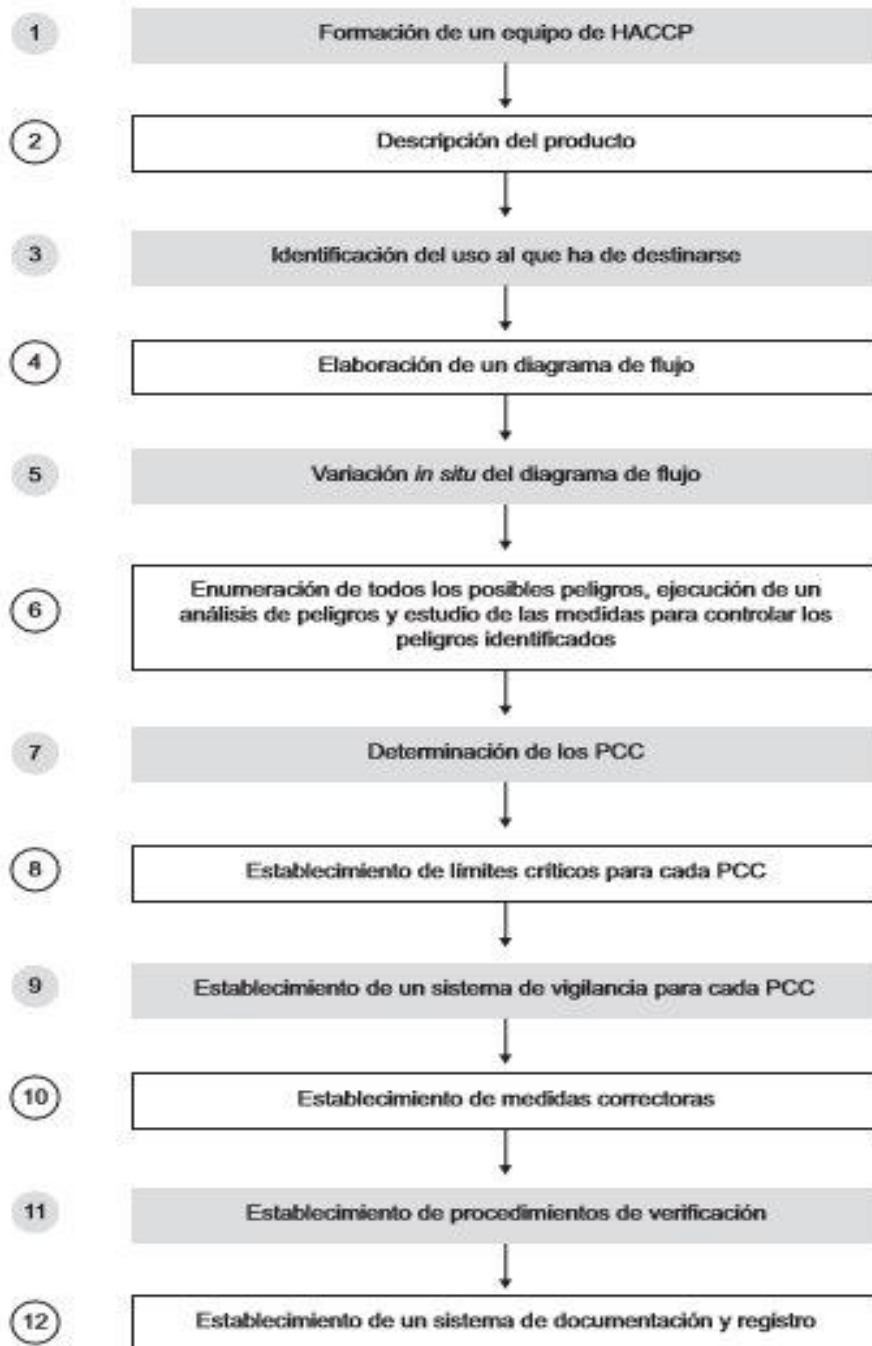 1
Formación de un equipo de HACCP
2
Descripción del producto
3
Identificación del uso al que ha de destinarse
4
Elaboración de un diagrama de flujo
5
Variación in situ del diagrama de flujo
6
Enumeración de todos los posibles peligros, ejecución de un
análisis de peligros y estudio de las medidas para controlar los
peligros identificados
7
Determinación de los PCC
8
Establecimiento de límites críticos para cada PCC
9
Establecimiento de un sistema de vigilancia para cada PCC
10
Establecimiento de medidas correctoras
11
Establecimiento de procedimientos de verificación
12
Establecimiento de un sistema de documentación y registro